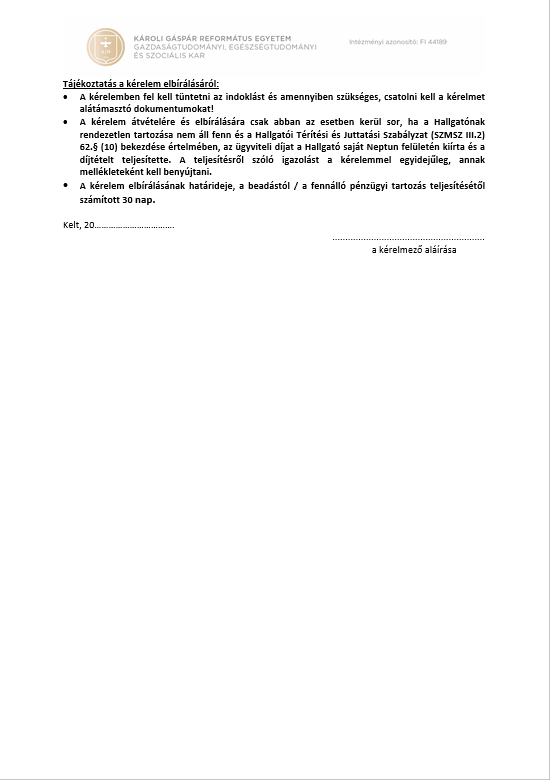 KÁROLI GÁSPÁR REFORMÁTUS EGYETEM
GAZDASÁGTUDOMÁNYI, EGÉSZSÉGTUDOMÁNYI
ÉS SZOCIÁLIS KAR
Intézményi azonosító: FI 44189
Tájékoztatás a kérelem elbírálásáról:
• A kérelemben fel kell tüntetni az indoklást és amennyiben szükséges, csatolni kell a kérelmet
alátámasztó dokumentumokat!
• A kérelem átvételére és elbírálására csak abban az esetben kerül sor, ha a Hallgatónak
rendezetlen tartozása nem áll fenn és a Hallgatói Térítési és Juttatási Szabályzat (SZMSZ III.2)
62.§ (10) bekezdése értelmében, az ügyviteli díjat a Hallgató saját Neptun felületén kiírta és a
díjtételt teljesítette. A teljesítésről szóló igazolást a kérelemmel egyidejűleg, annak
mellékleteként kell benyújtani.
• A kérelem elbírálásának határideje, a beadástól / a fennálló pénzügyi tartozás teljesítésétől
számított 30 nap.
Kelt, 20…………………………….
.............................................................
a kérelmező aláírása